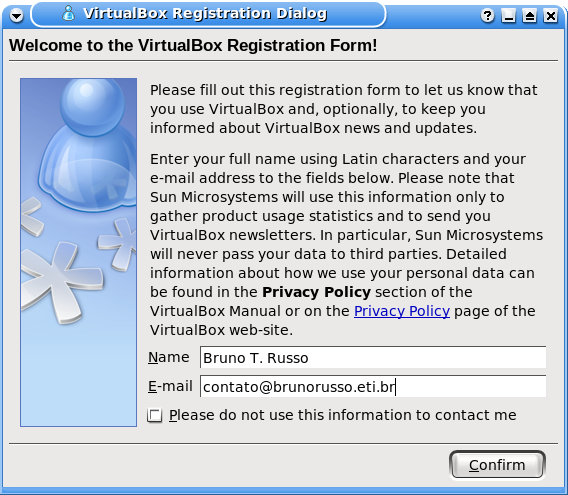 VirtualBox Registration Dialog
Welcome to the VirtualBox Registration Form!
Please fill out this registration form to let us know that
you use VirtualBox and, optionally, to keep you
informed about VirtualBox news and updates.
Enter your full name using Latin characters and your
e-mail address to the fields below. Please note that
Sun Microsystems will use this information only to
gather product usage statistics and to send you
VirtualBox newsletters. In particular, Sun Microsystems
will never pass your data to third parties. Detailed
information about how we use your personal data can
be found in the Privacy Policy section of the
VirtualBox Manual or on the Privacy Policy page of the
VirtualBox web-site.
Name Bruno T. Russo
E-mail contato@brunorusso.eti.br
Please do not use this information to contact me
Confirm